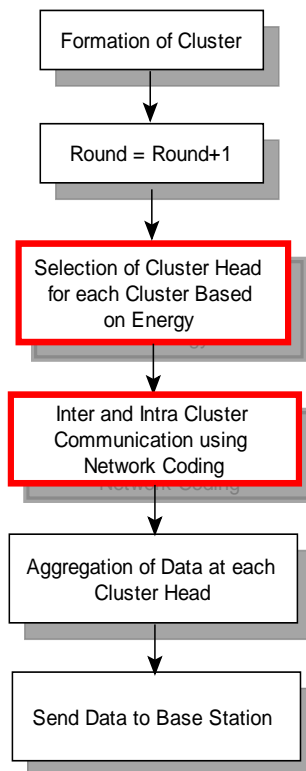 Formation of Cluster
Round = Round+1
Selection of Cluster Head
for each Cluster Based
on Energy
Inter and Intra Cluster
Communication using
Network Coding
Aggregation of Data at each
Cluster Head
Send Data to Base Station